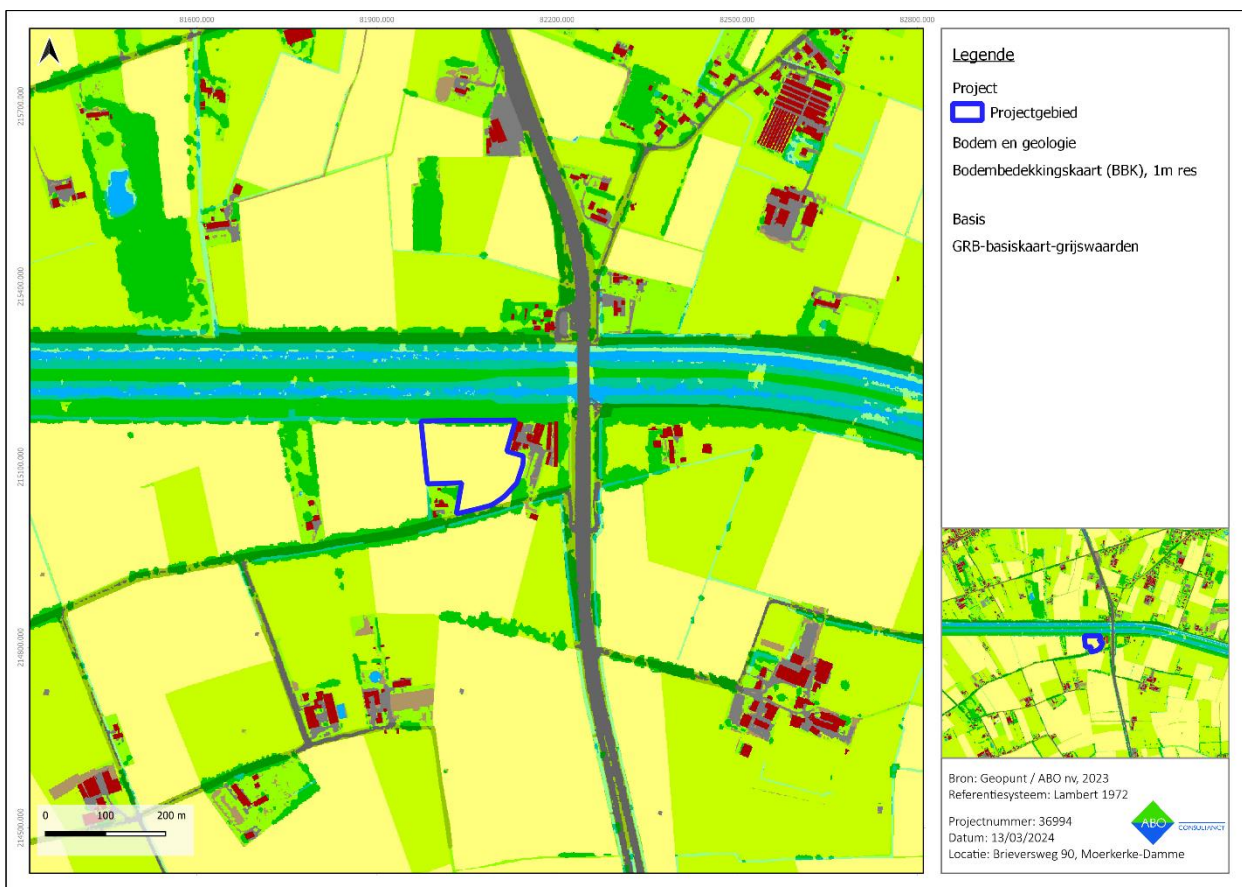 81600.000 81900.000 82200.000 82500.000 82800.000
215700.000
215400.000
215100.000
214800.000
214500.000
0 100 200 m
Legende
Project
Projectgebied
Bodem en geologie
Bodembedekkingskaart (BBK), 1m res
Basis
GRB-basiskaart-grijswaarden
Bron: Geopunt / ABO nv, 2023
Referentiesysteem: Lambert 1972
Projectnummer: 36994
Datum: 13/03/2024
Locatie: Brieversweg 90, Moerkerke-Damme
ABO CONSULTANCY